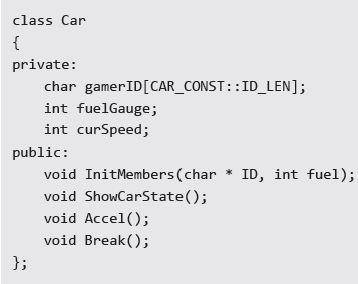 class Car
{
private:
    char gamerID[CAR_CONST::ID_LEN];
    int fuelGauge;
    int curSpeed;
public:
    void InitMembers(char * ID, int fuel);
    void ShowCarState();
    void Accel();
    void Break();
};